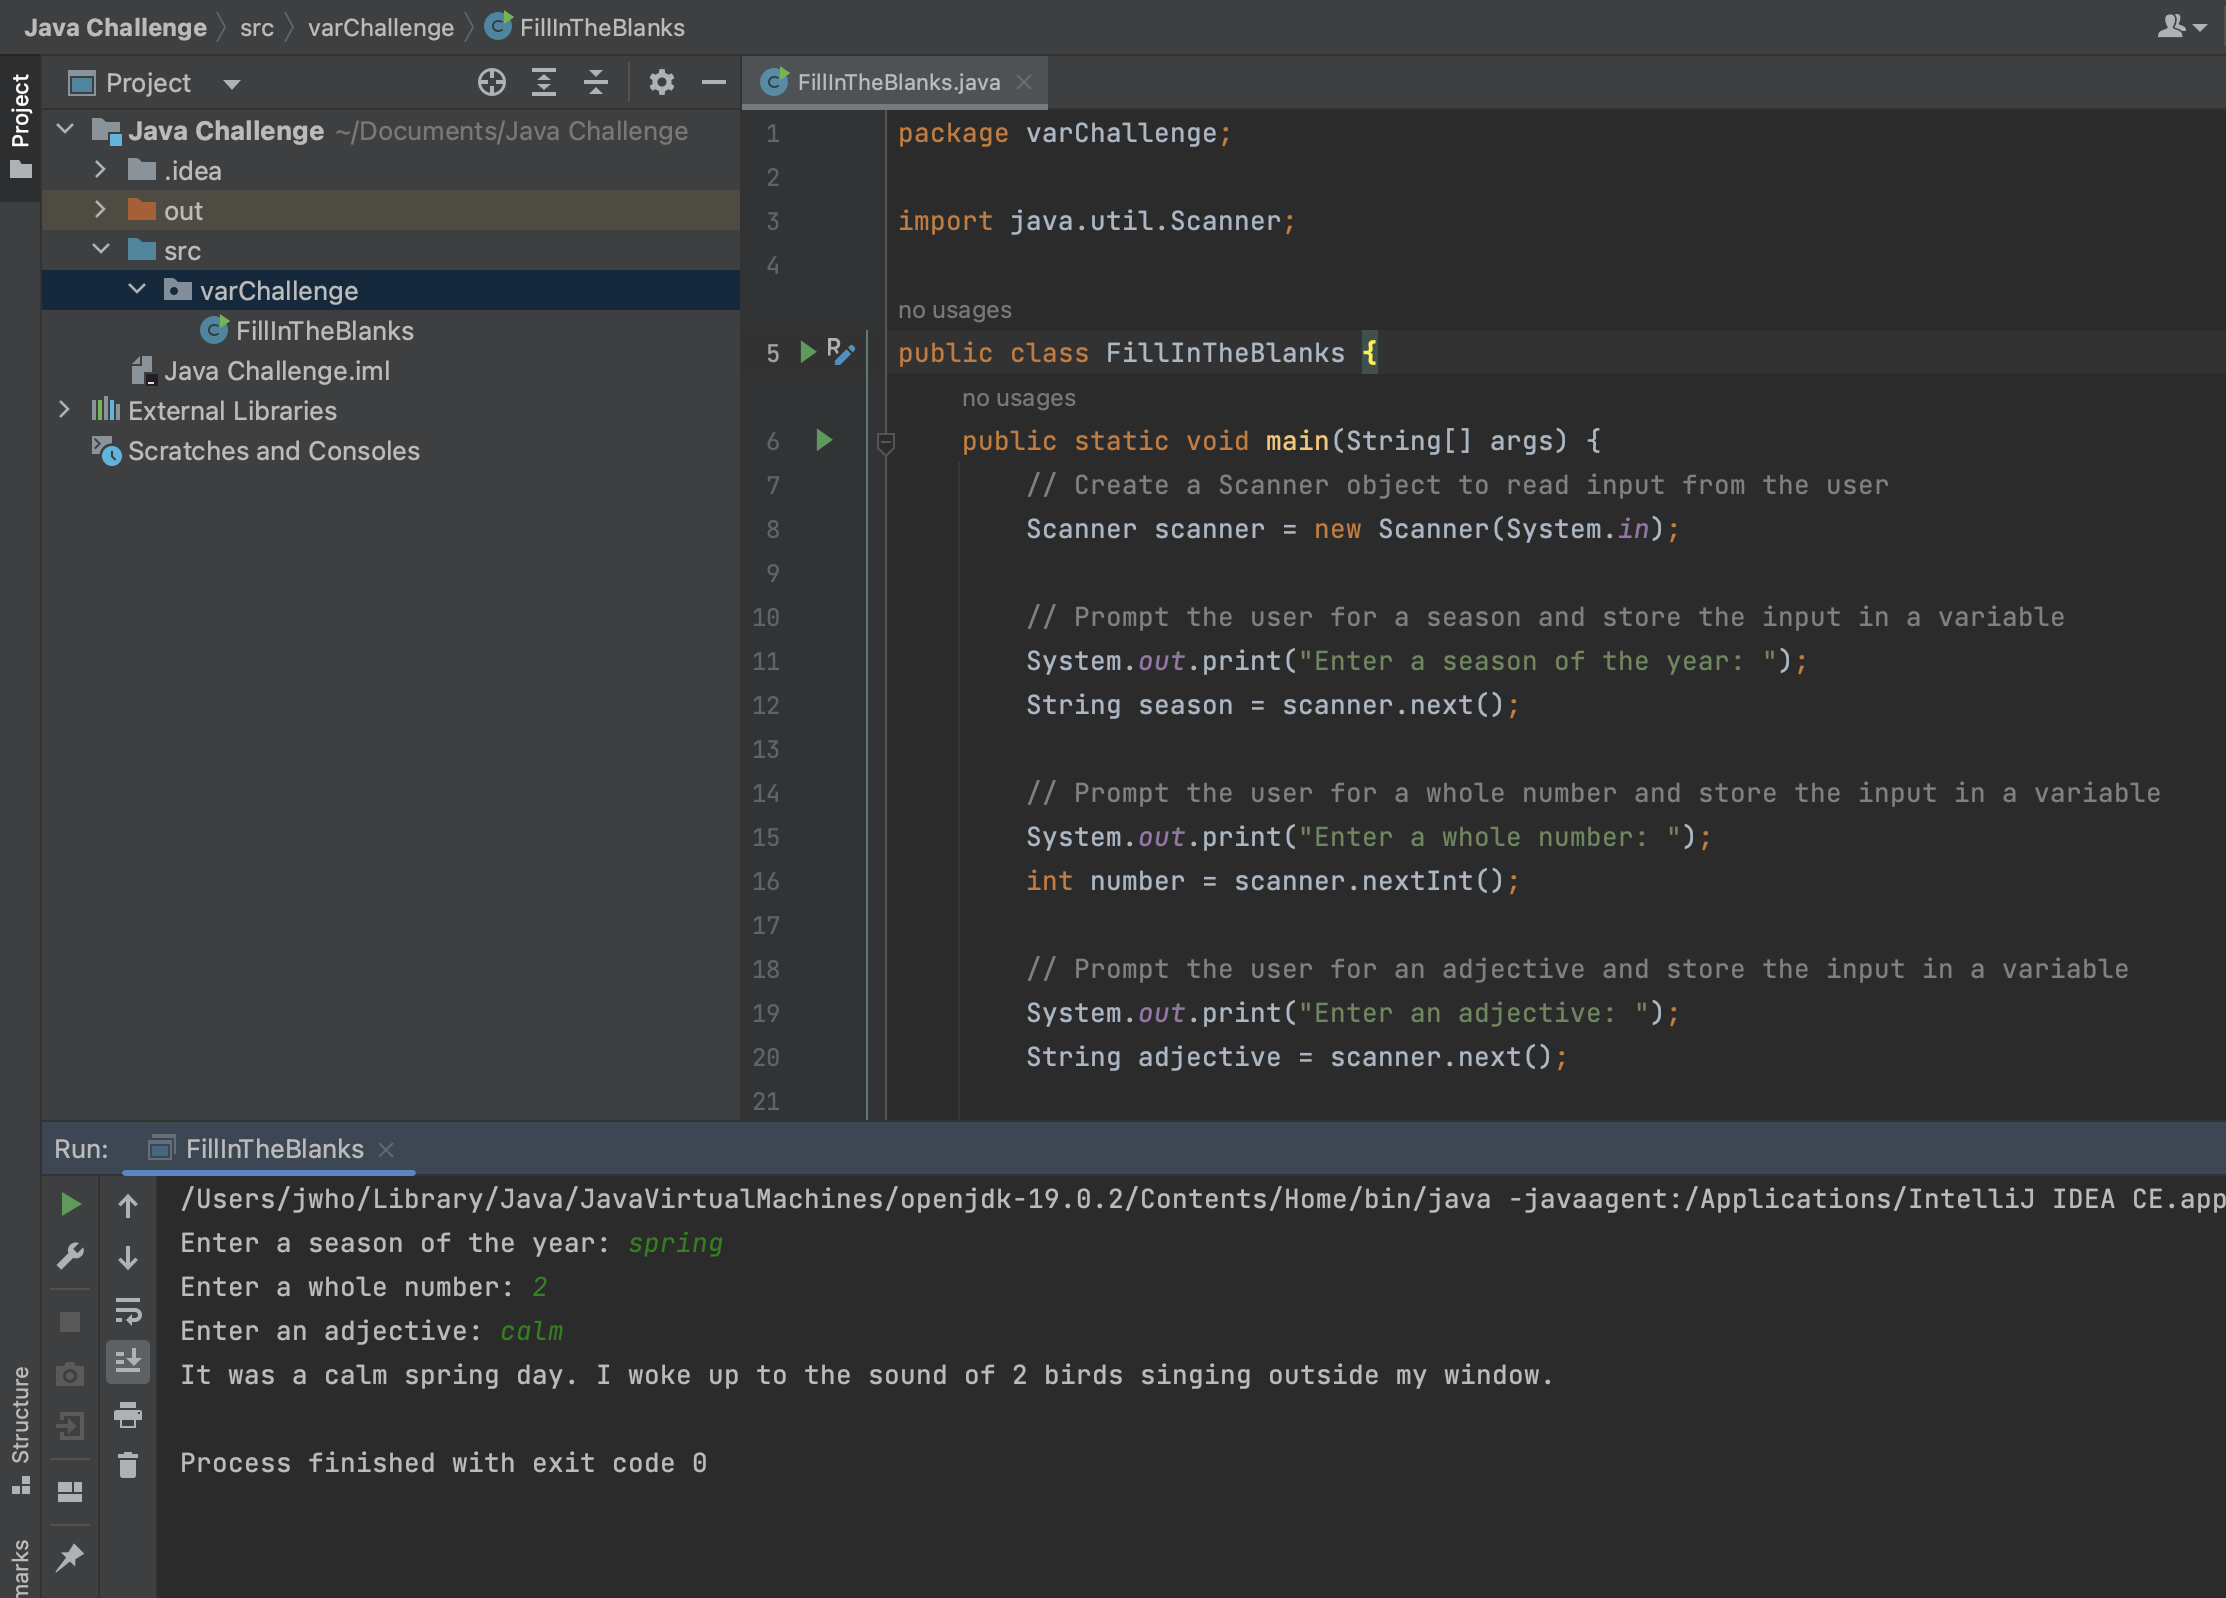 Java Challenge src varChallenge FillInTheBlanks
Project
Project
FillInTheBlanks.java
Java Challenge ~/Documents/Java Challenge
.idea
out
src
varChallenge
FillInTheBlanks
Java Challenge.iml
External Libraries
Scratches and Consoles
1 package varChallenge;
2
3 import java.util.Scanner;
4
no usages
5 public class FillInTheBlanks {
no usages
6 public static void main(String[] args) {
7 // Create a Scanner object to read input from the user
8 Scanner scanner = new Scanner(System.in);
9
10 // Prompt the user for a season and store the input in a variable
11 System.out.print("Enter a season of the year: ");
12 String season = scanner.next();
13
14 // Prompt the user for a whole number and store the input in a variable
15 System.out.print("Enter a whole number: ");
16 int number = scanner.nextInt();
17
18 // Prompt the user for an adjective and store the input in a variable
19 System.out.print("Enter an adjective: ");
20 String adjective = scanner.next();
21
Run: FillInTheBlanks
/Users/jwho/Library/Java/JavaVirtualMachines/openjdk-19.0.2/Contents/Home/bin/java -javaagent:/Applications/IntelliJ IDEA CE.app
Enter a season of the year: spring
Enter a whole number: 2
Enter an adjective: calm
It was a calm spring day. I woke up to the sound of 2 birds singing outside my window.
Process finished with exit code 0
Structure
marks